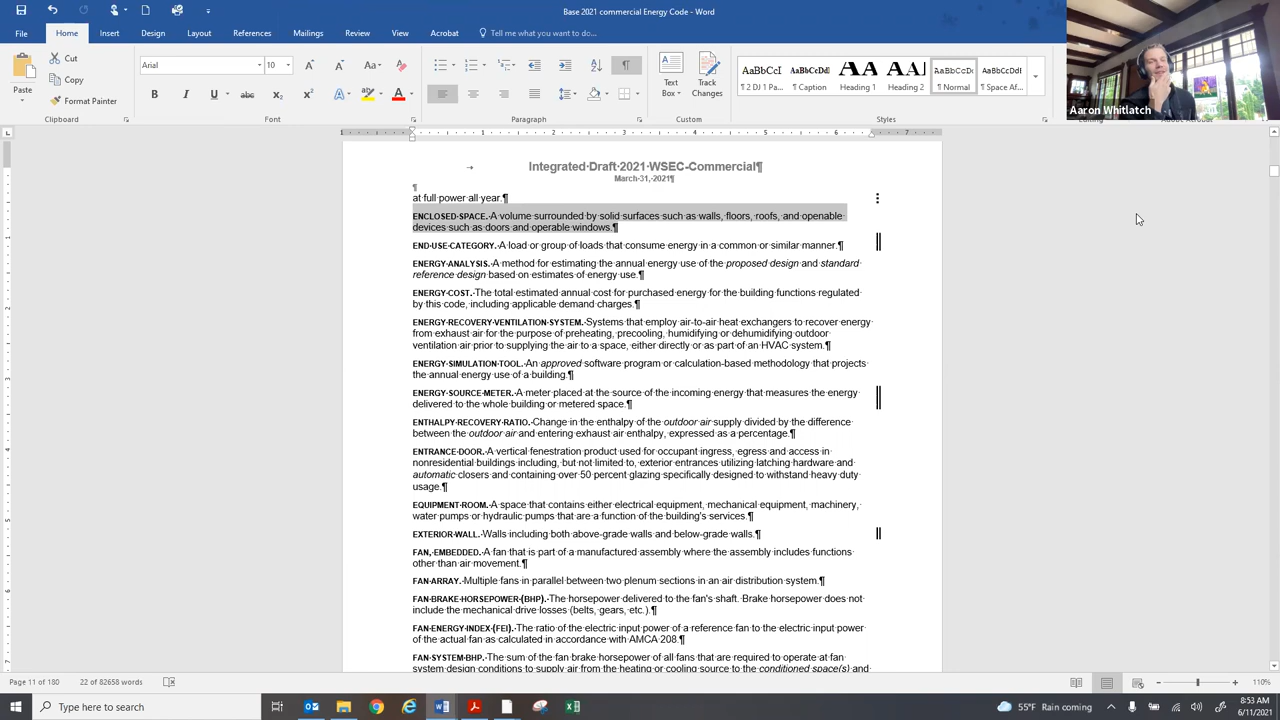 Base 2021 commercial Energy Code - Word
File Home Insert Design Layout References Mailings Review View Acrobat Tell me what you want to do...
Cut
Copy
Format Painter
Paste
Arial 10
Text Box
Track Changes
AaBbCcI AaBbCcDdI AA AA AaBbCcDc AaBbCcDdI
¶ 2 DJ 1 Pa... ¶ Caption Heading 1 Heading 2 ¶ Normal ¶ Space Af...
Clipboard Font Paragraph Custom Styles
Aaron Whitlatch
Integrated·Draft·2021·WSEC-Commercial¶
March·31,·2021¶
¶
at·full·power·all·year.¶
ENCLOSED·SPACE.·A·volume·surrounded·by·solid·surfaces·such·as·walls,·floors,·roofs,·and·openable·
devices·such·as·doors·and·operable·windows.¶
END·USE·CATEGORY.·A·load·or·group·of·loads·that·consume·energy·in·a·common·or·similar·manner.¶
ENERGY·ANALYSIS.·A·method·for·estimating·the·annual·energy·use·of·the·proposed·design·and·standard·
reference·design·based·on·estimates·of·energy·use.¶
ENERGY·COST.·The·total·estimated·annual·cost·for·purchased·energy·for·the·building·functions·regulated·
by·this·code,·including·applicable·demand·charges.¶
ENERGY·RECOVERY·VENTILATION·SYSTEM.·Systems·that·employ·air-to-air·heat·exchangers·to·recover·energy·
from·exhaust·air·for·the·purpose·of·preheating,·precooling,·humidifying·or·dehumidifying·outdoor·
ventilation·air·prior·to·supplying·the·air·to·a·space,·either·directly·or·as·part·of·an·HVAC·system.¶
ENERGY·SIMULATION·TOOL.·An·approved·software·program·or·calculation-based·methodology·that·projects·
the·annual·energy·use·of·a·building.¶
ENERGY·SOURCE·METER.·A·meter·placed·at·the·source·of·the·incoming·energy·that·measures·the·energy·
delivered·to·the·whole·building·or·metered·space.¶
ENTHALPY·RECOVERY·RATIO.·Change·in·the·enthalpy·of·the·outdoor·air·supply·divided·by·the·difference·
between·the·outdoor·air·and·entering·exhaust·air·enthalpy,·expressed·as·a·percentage.¶
ENTRANCE·DOOR.·A·vertical·fenestration·product·used·for·occupant·ingress,·egress·and·access·in·
nonresidential·buildings·including,·but·not·limited·to,·exterior·entrances·utilizing·latching·hardware·and·
automatic·closers·and·containing·over·50·percent·glazing·specifically·designed·to·withstand·heavy·duty·
usage.¶
EQUIPMENT·ROOM.·A·space·that·contains·either·electrical·equipment,·mechanical·equipment,·machinery,·
water·pumps·or·hydraulic·pumps·that·are·a·function·of·the·building's·services.¶
EXTERIOR·WALL.·Walls·including·both·above-grade·walls·and·below-grade·walls.¶
FAN,·EMBEDDED.·A·fan·that·is·part·of·a·manufactured·assembly·where·the·assembly·includes·functions·
other·than·air·movement.¶
FAN·ARRAY.·Multiple·fans·in·parallel·between·two·plenum·sections·in·an·air·distribution·system.¶
FAN·BRAKE·HORSEPOWER·(BHP).·The·horsepower·delivered·to·the·fan's·shaft.·Brake·horsepower·does·not·
include·the·mechanical·drive·losses·(belts,·gears,·etc.).¶
FAN·ENERGY·INDEX·(FEI).·The·ratio·of·the·electric·input·power·of·a·reference·fan·to·the·electric·input·power·
of·the·actual·fan·as·calculated·in·accordance·with·AMCA·208.¶
FAN·SYSTEM·BHP.·The·sum·of·the·fan·brake·horsepower·of·all·fans·that·are·required·to·operate·at·fan·
system·design·conditions·to·supply·air·from·the·heating·or·cooling·source·to·the·conditioned·space(s)·and·
Page 11 of 180 22 of 82658 words 110%
Type here to search 55°F Rain 8:53 AM
6/11/2021